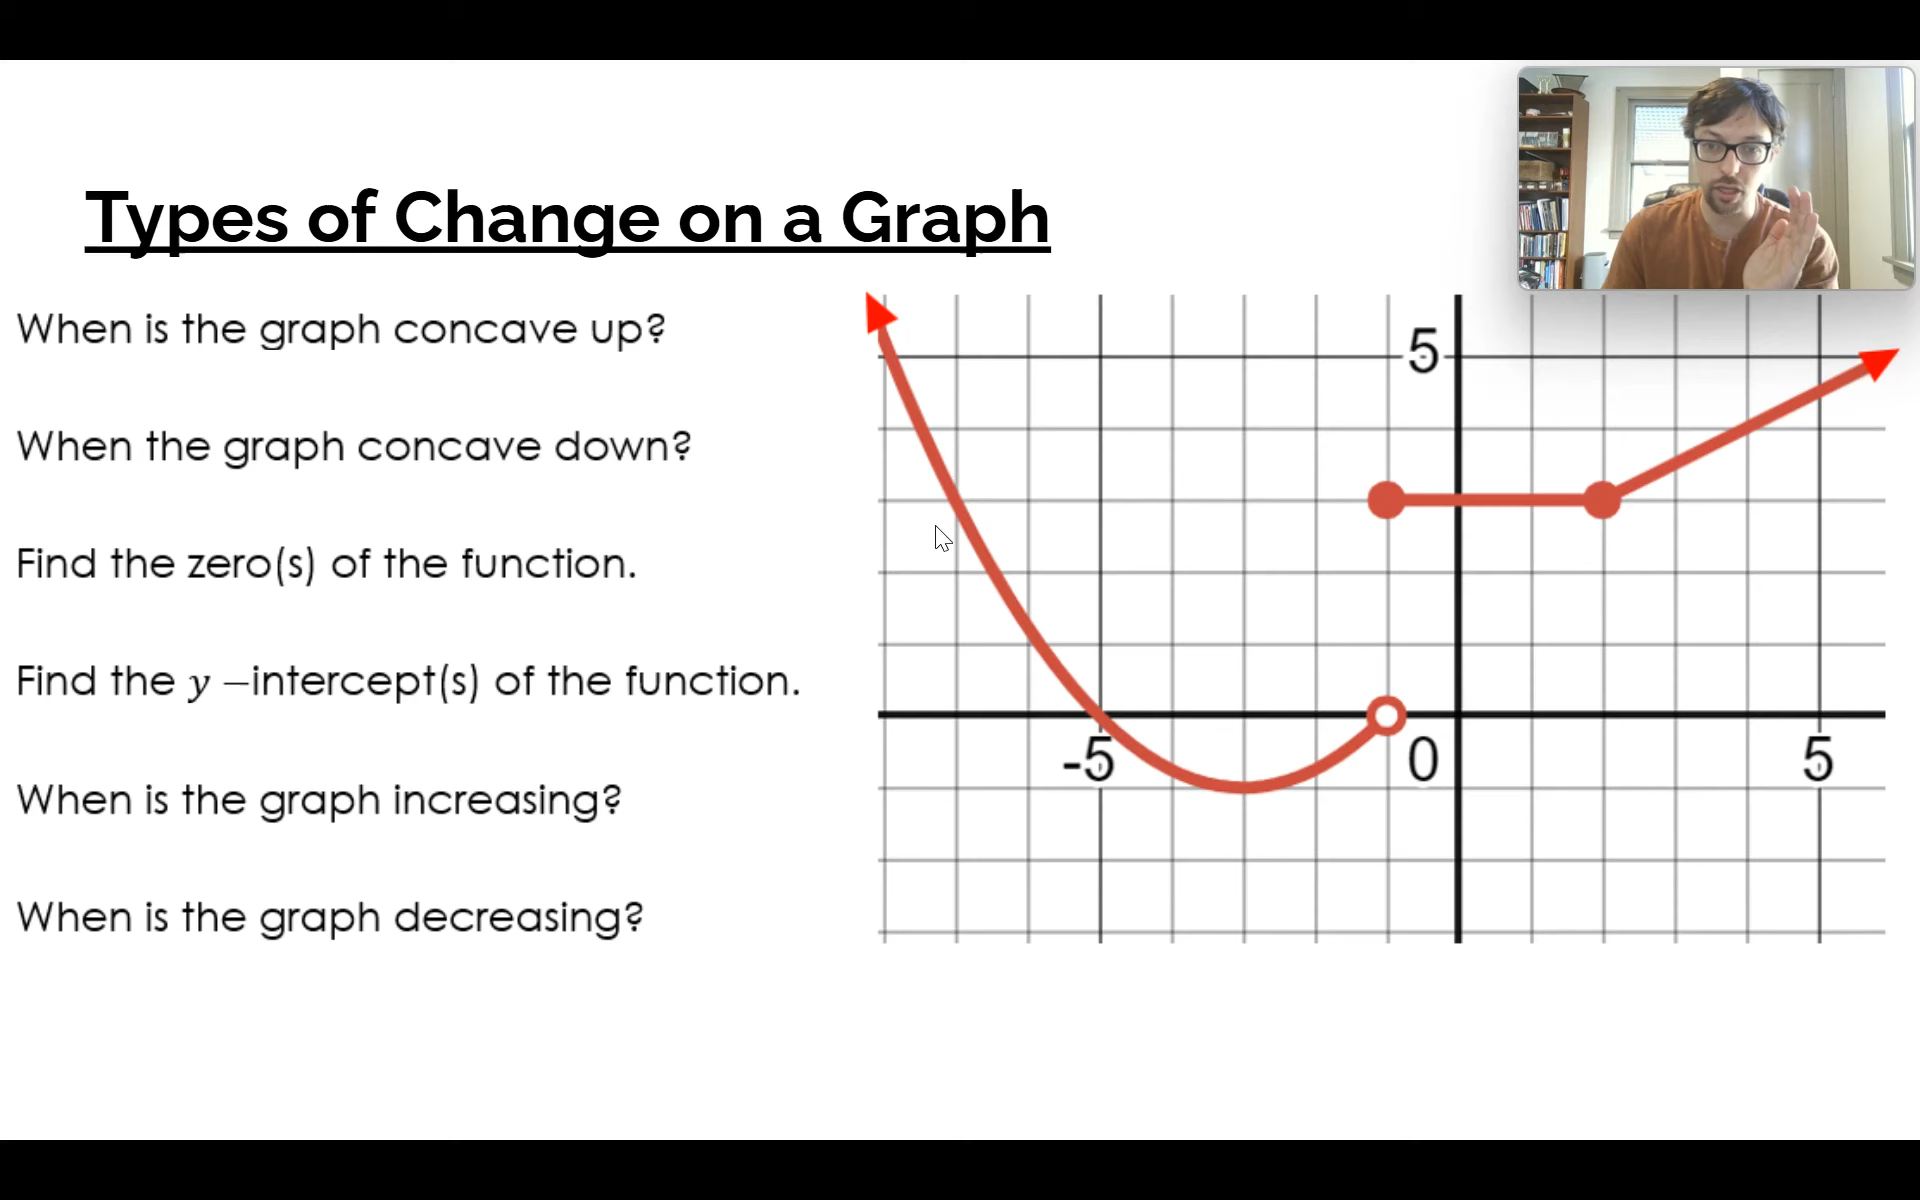 Types of Change on a Graph
When is the graph concave up?
When the graph concave down?
Find the zero(s) of the function.
Find the y −intercept(s) of the function.
When is the graph increasing?
When is the graph decreasing?
5
-5
0
5